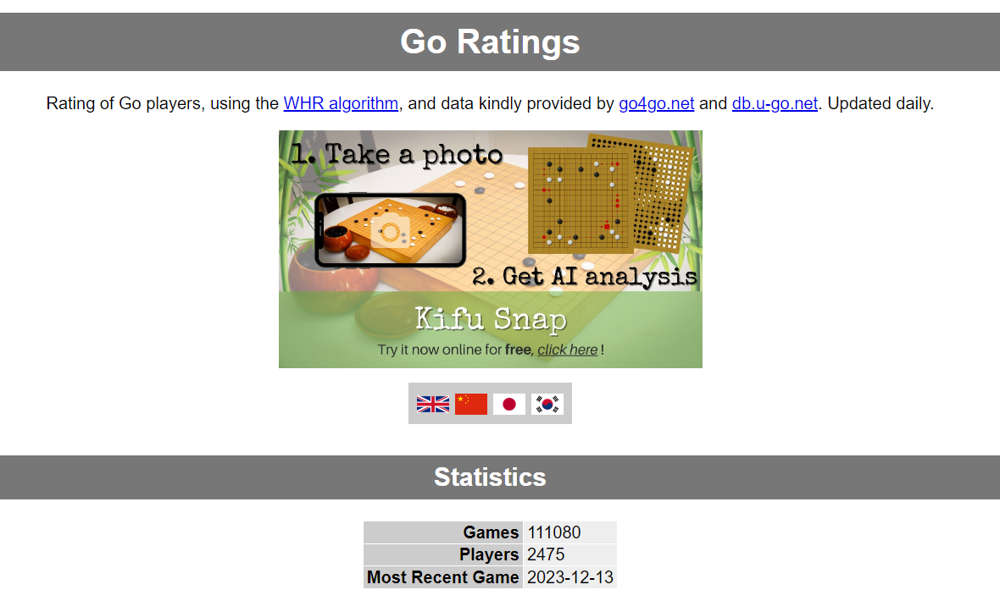 Go Ratings
Rating of Go players, using the WHR algorithm, and data kindly provided by go4go.net and db.u-go.net. Updated daily.
1. Take a photo
2. Get AI analysis
Kifu Snap
Try it now online for free, click here !
Statistics
Games 111080
Players 2475
Most Recent Game 2023-12-13